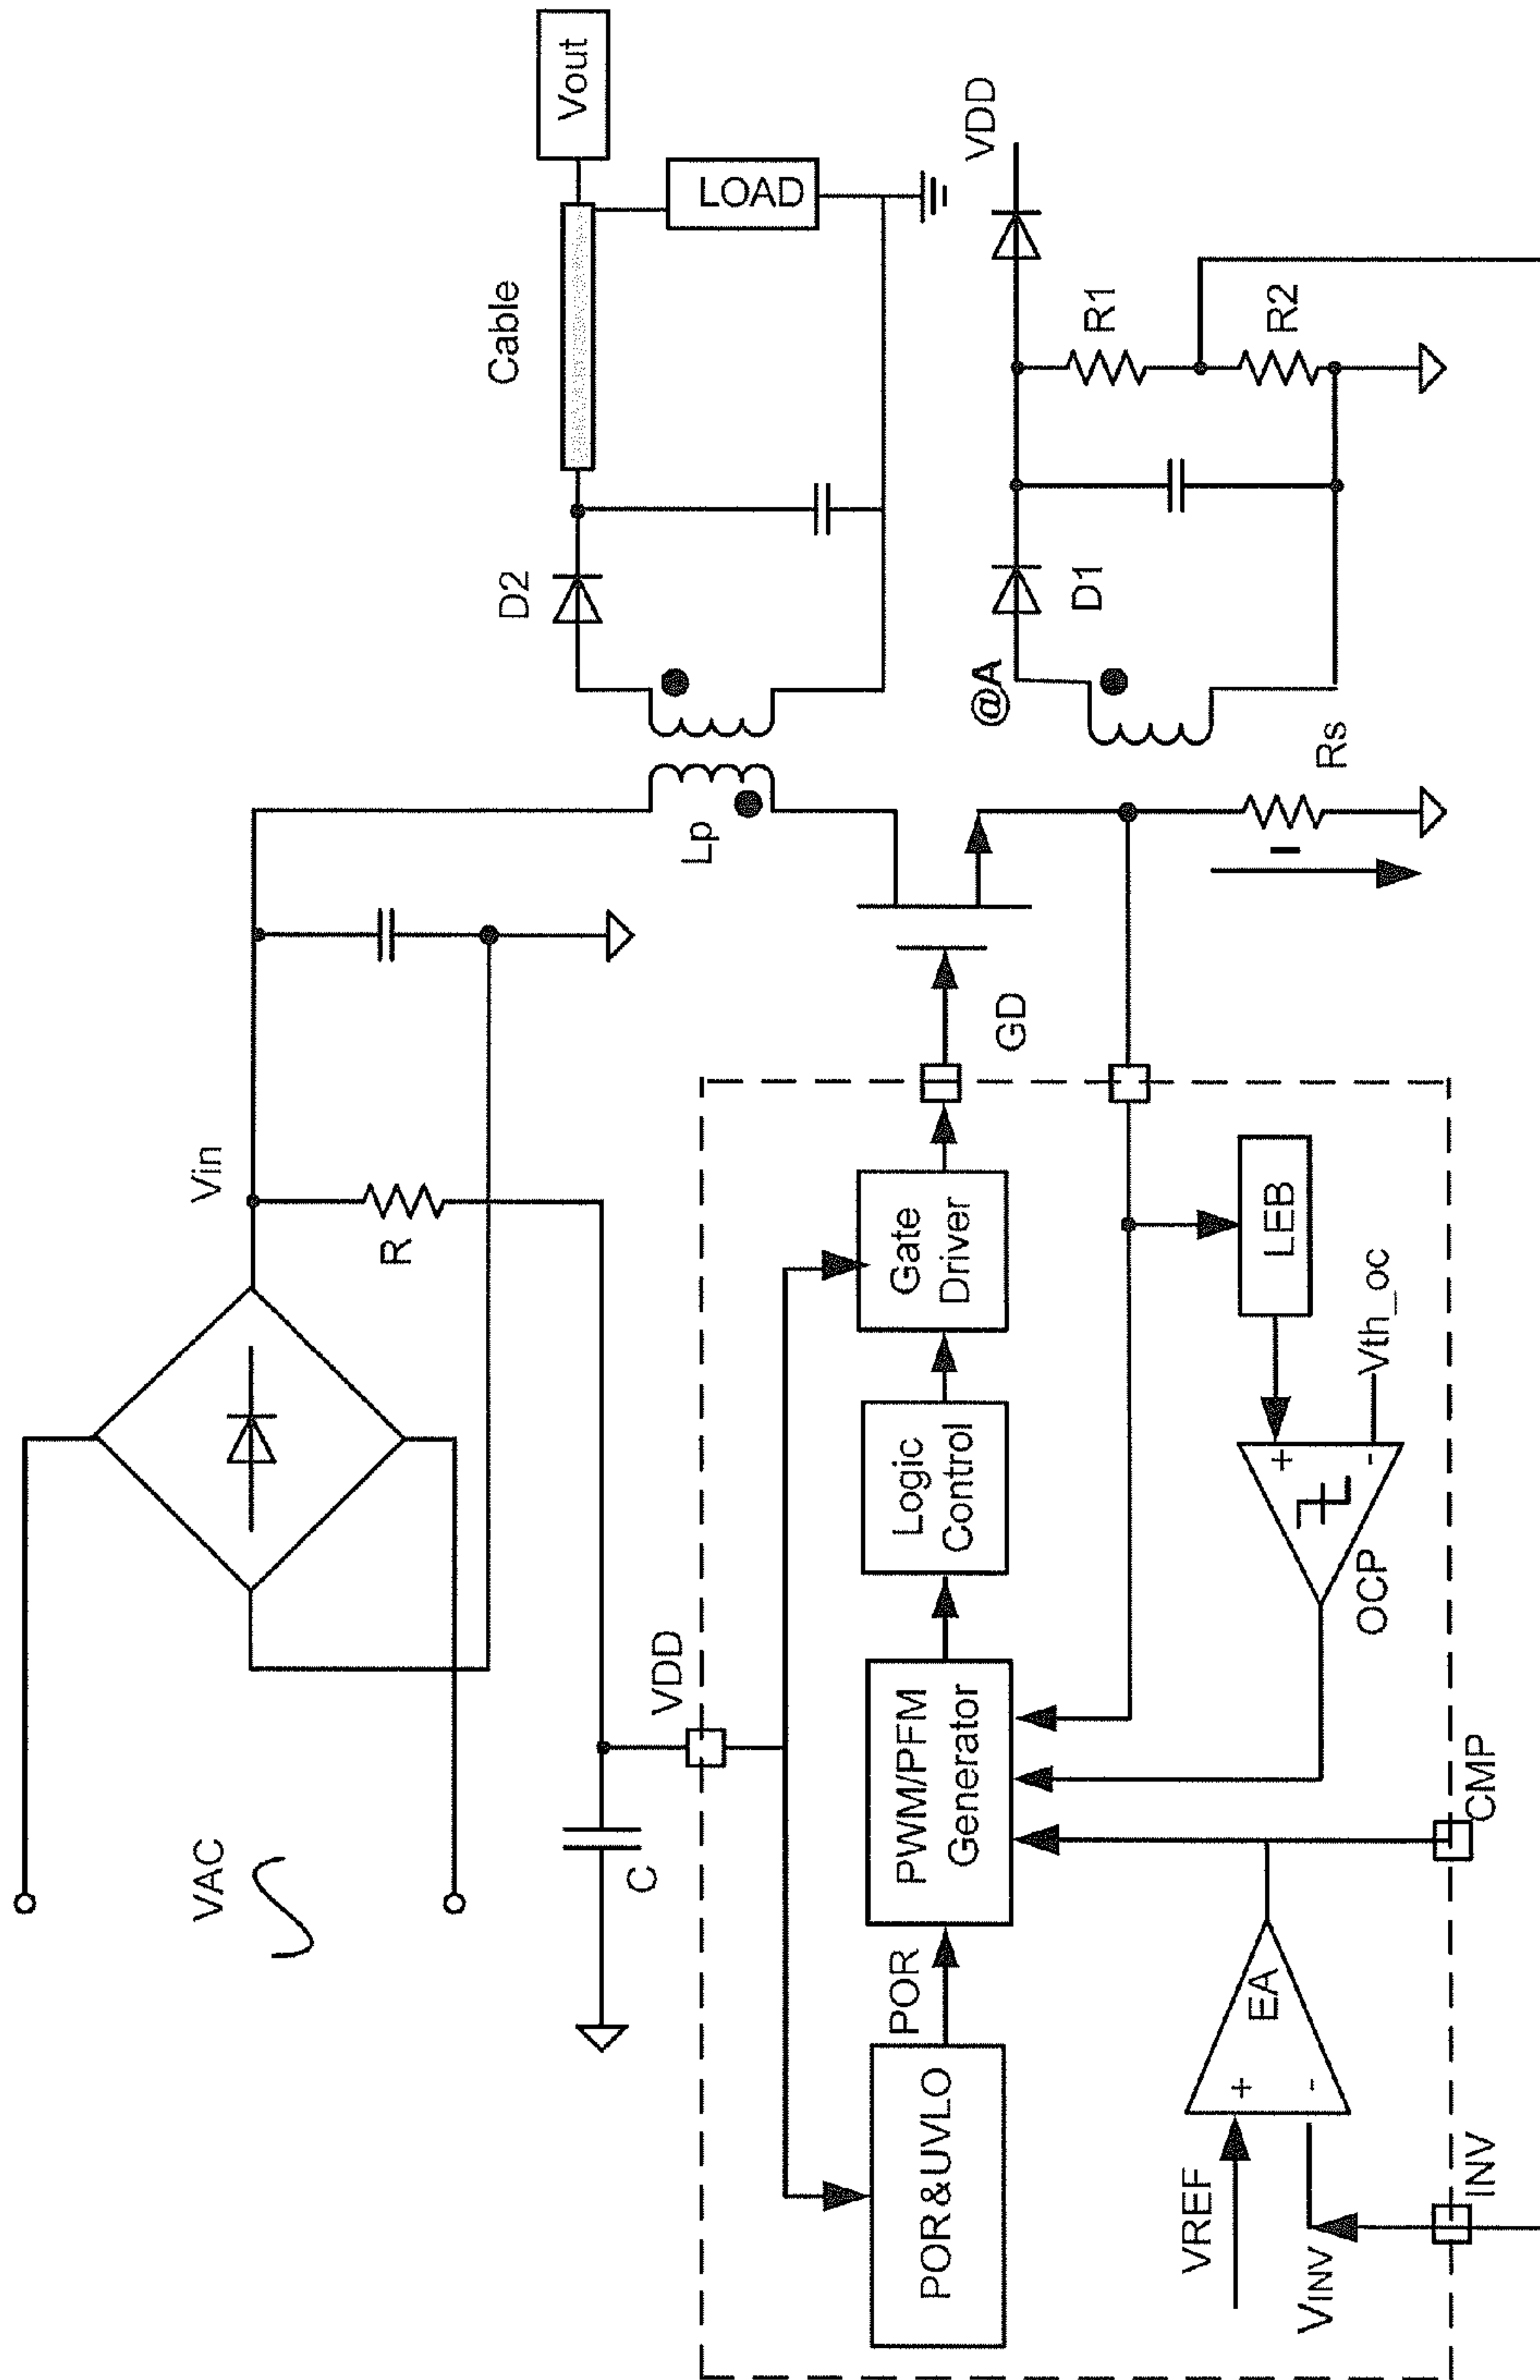 VAC
Vin
R
C
VDD
Lp
D2
Cable
Vout
LOAD
VDD
@A
D1
R1
R2
Rs
I
GD
POR&UVLO
POR
PWM/PFM
Generator
Logic
Control
Gate
Driver
LEB
Vth_oc
+
-
OCP
EA
+
-
VREF
VINV
INV
CMP